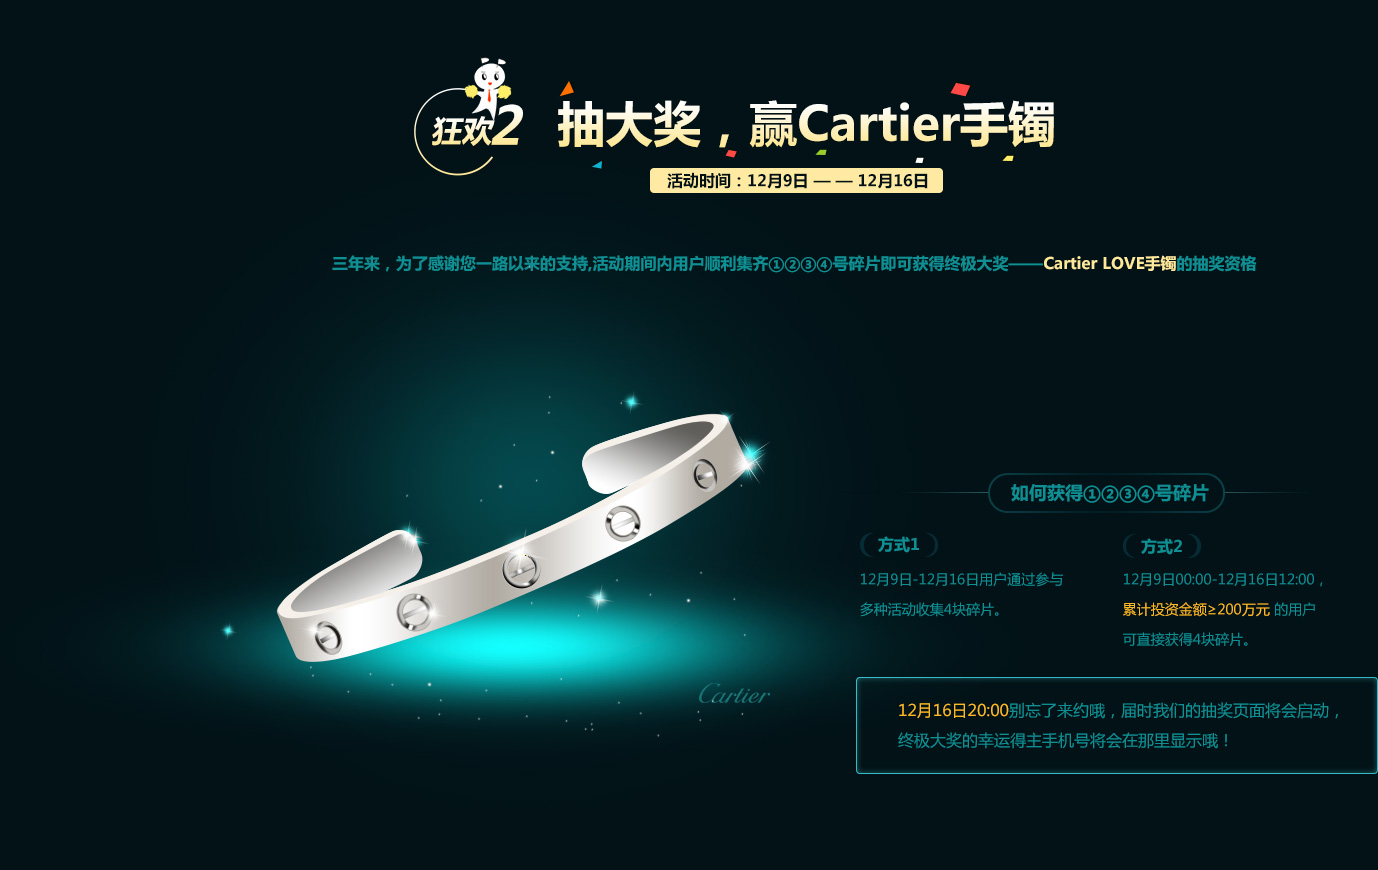 狂欢2
抽大奖，赢Cartier手镯
活动时间：12月9日 — — 12月16日
三年来，为了感谢您一路以来的支持,活动期间内用户顺利集齐①②③④号碎片即可获得终极大奖——Cartier LOVE手镯的抽奖资格
如何获得①②③④号碎片
方式1
12月9日-12月16日用户通过参与
多种活动收集4块碎片。
方式2
12月9日00:00-12月16日12:00，
累计投资金额≥200万元 的用户
可直接获得4块碎片。
Cartier
12月16日20:00别忘了来约哦，届时我们的抽奖页面将会启动，
终极大奖的幸运得主手机号将会在那里显示哦！